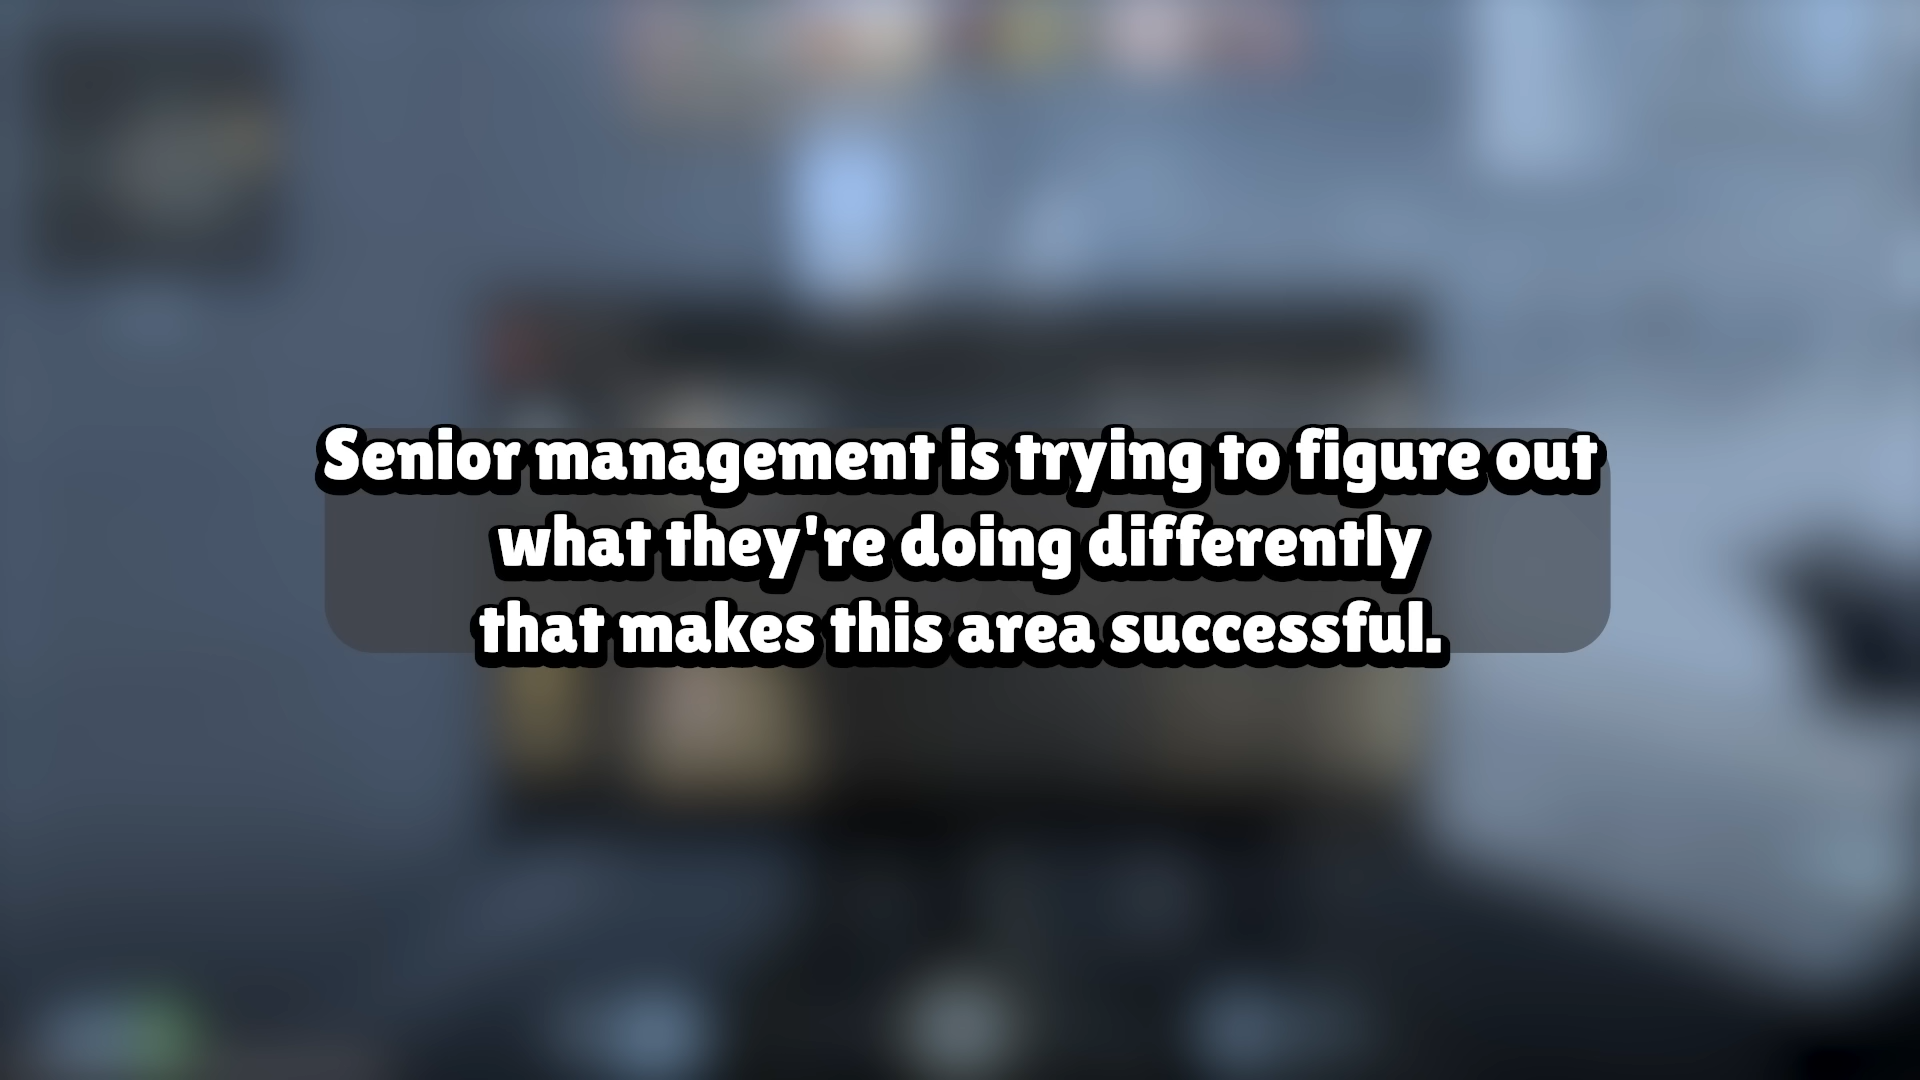 Senior management is trying to figure out
what they're doing differently
that makes this area successful.